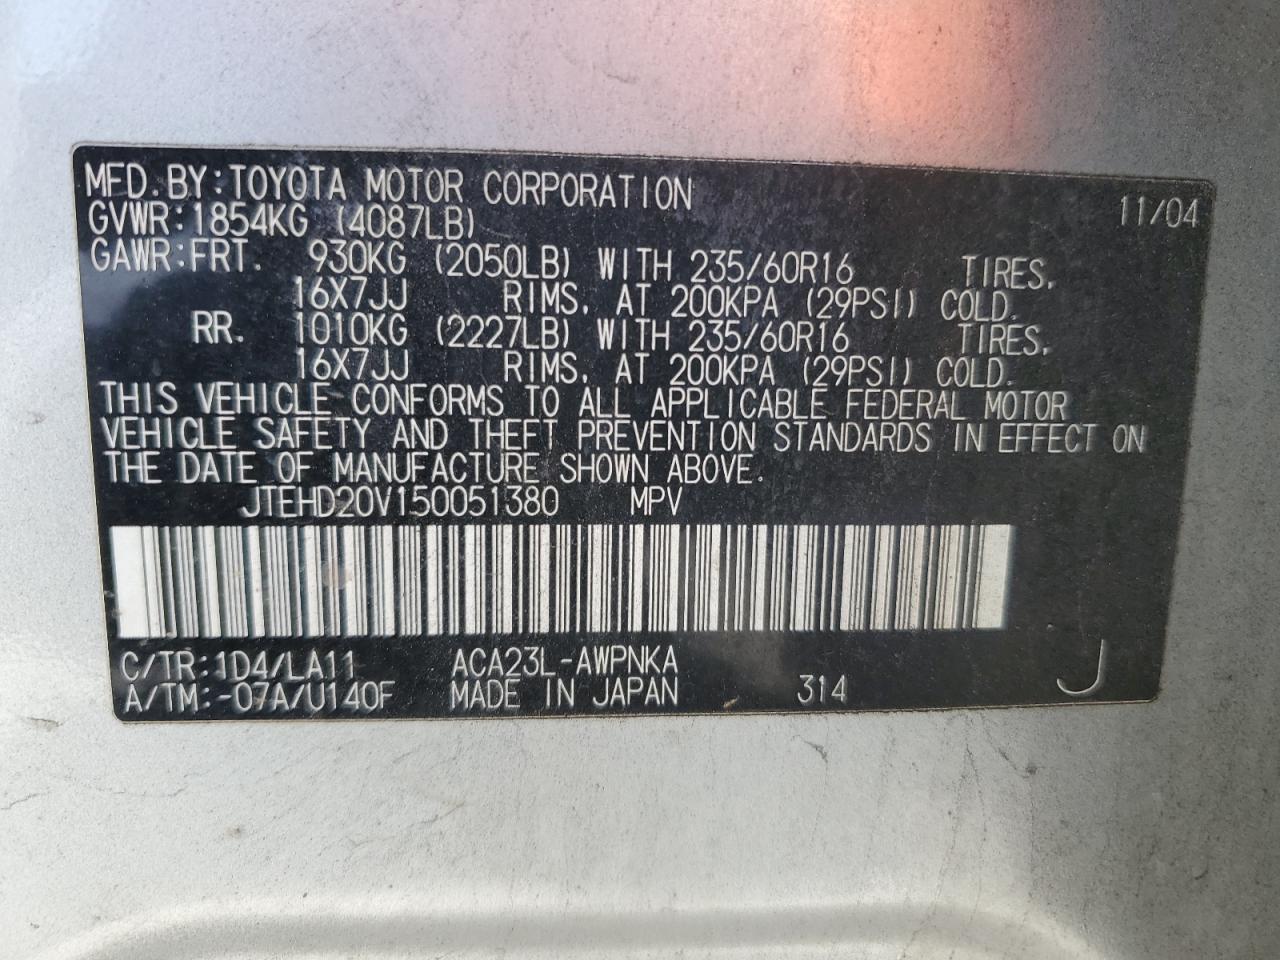 MFD.BY:TOYOTA MOTOR CORPORATION 11/04
GVWR:1854KG (4087LB)
GAWR:FRT. 930KG (2050LB) WITH 235/60R16 TIRES,
16X7JJ RIMS, AT 200KPA (29PSI) COLD.
RR. 1010KG (2227LB) WITH 235/60R16 TIRES,
16X7JJ RIMS, AT 200KPA (29PSI) COLD.
THIS VEHICLE CONFORMS TO ALL APPLICABLE FEDERAL MOTOR
VEHICLE SAFETY AND THEFT PREVENTION STANDARDS IN EFFECT ON
THE DATE OF MANUFACTURE SHOWN ABOVE.
JTEHD20V150051380 MPV
C/TR:1D4/LA11 ACA23L-AWPNKA
A/TM:-07A/U140F MADE IN JAPAN 314 J